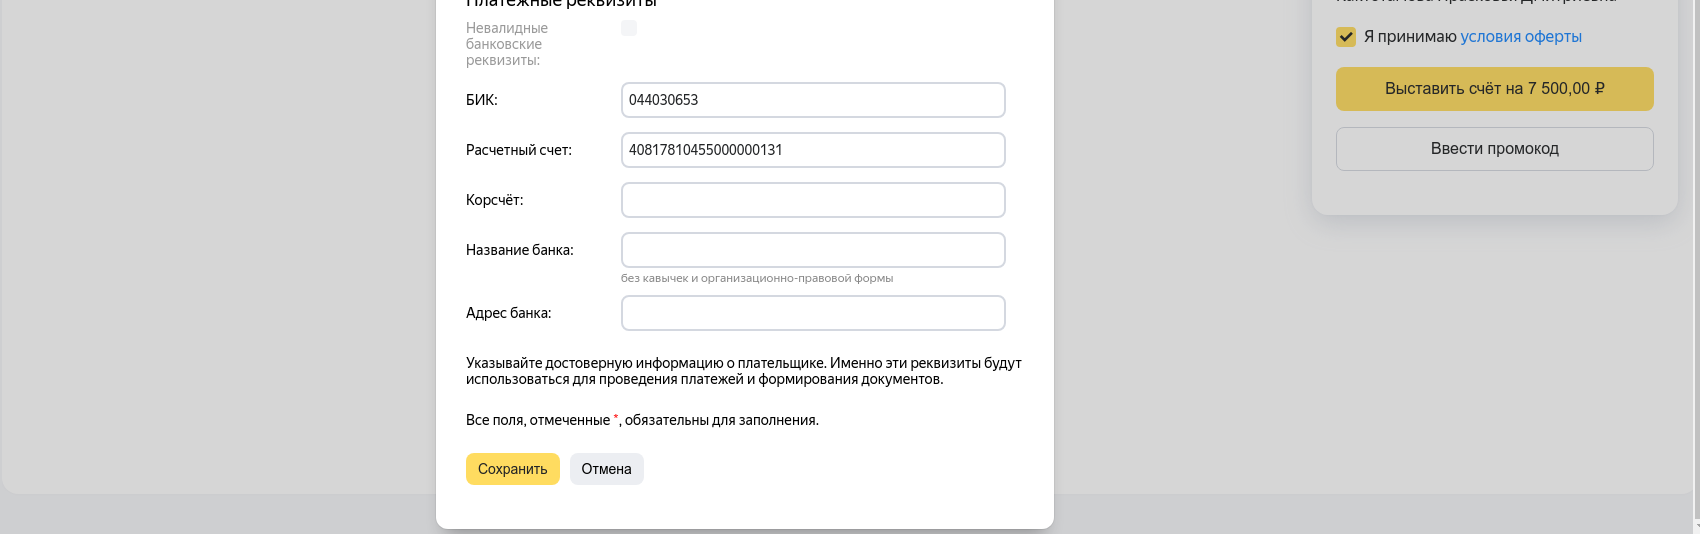 Платежные реквизиты
Невалидные
банковские
реквизиты:
БИК:
044030653
Расчетный счет:
40817810455000000131
Корсчёт:
Название банка:
без кавычек и организационно-правовой формы
Адрес банка:
Указывайте достоверную информацию о плательщике. Именно эти реквизиты будут
использоваться для проведения платежей и формирования документов.
Все поля, отмеченные *, обязательны для заполнения.
Сохранить
Отмена
Я принимаю условия оферты
Выставить счёт на 7 500,00 ₽
Ввести промокод